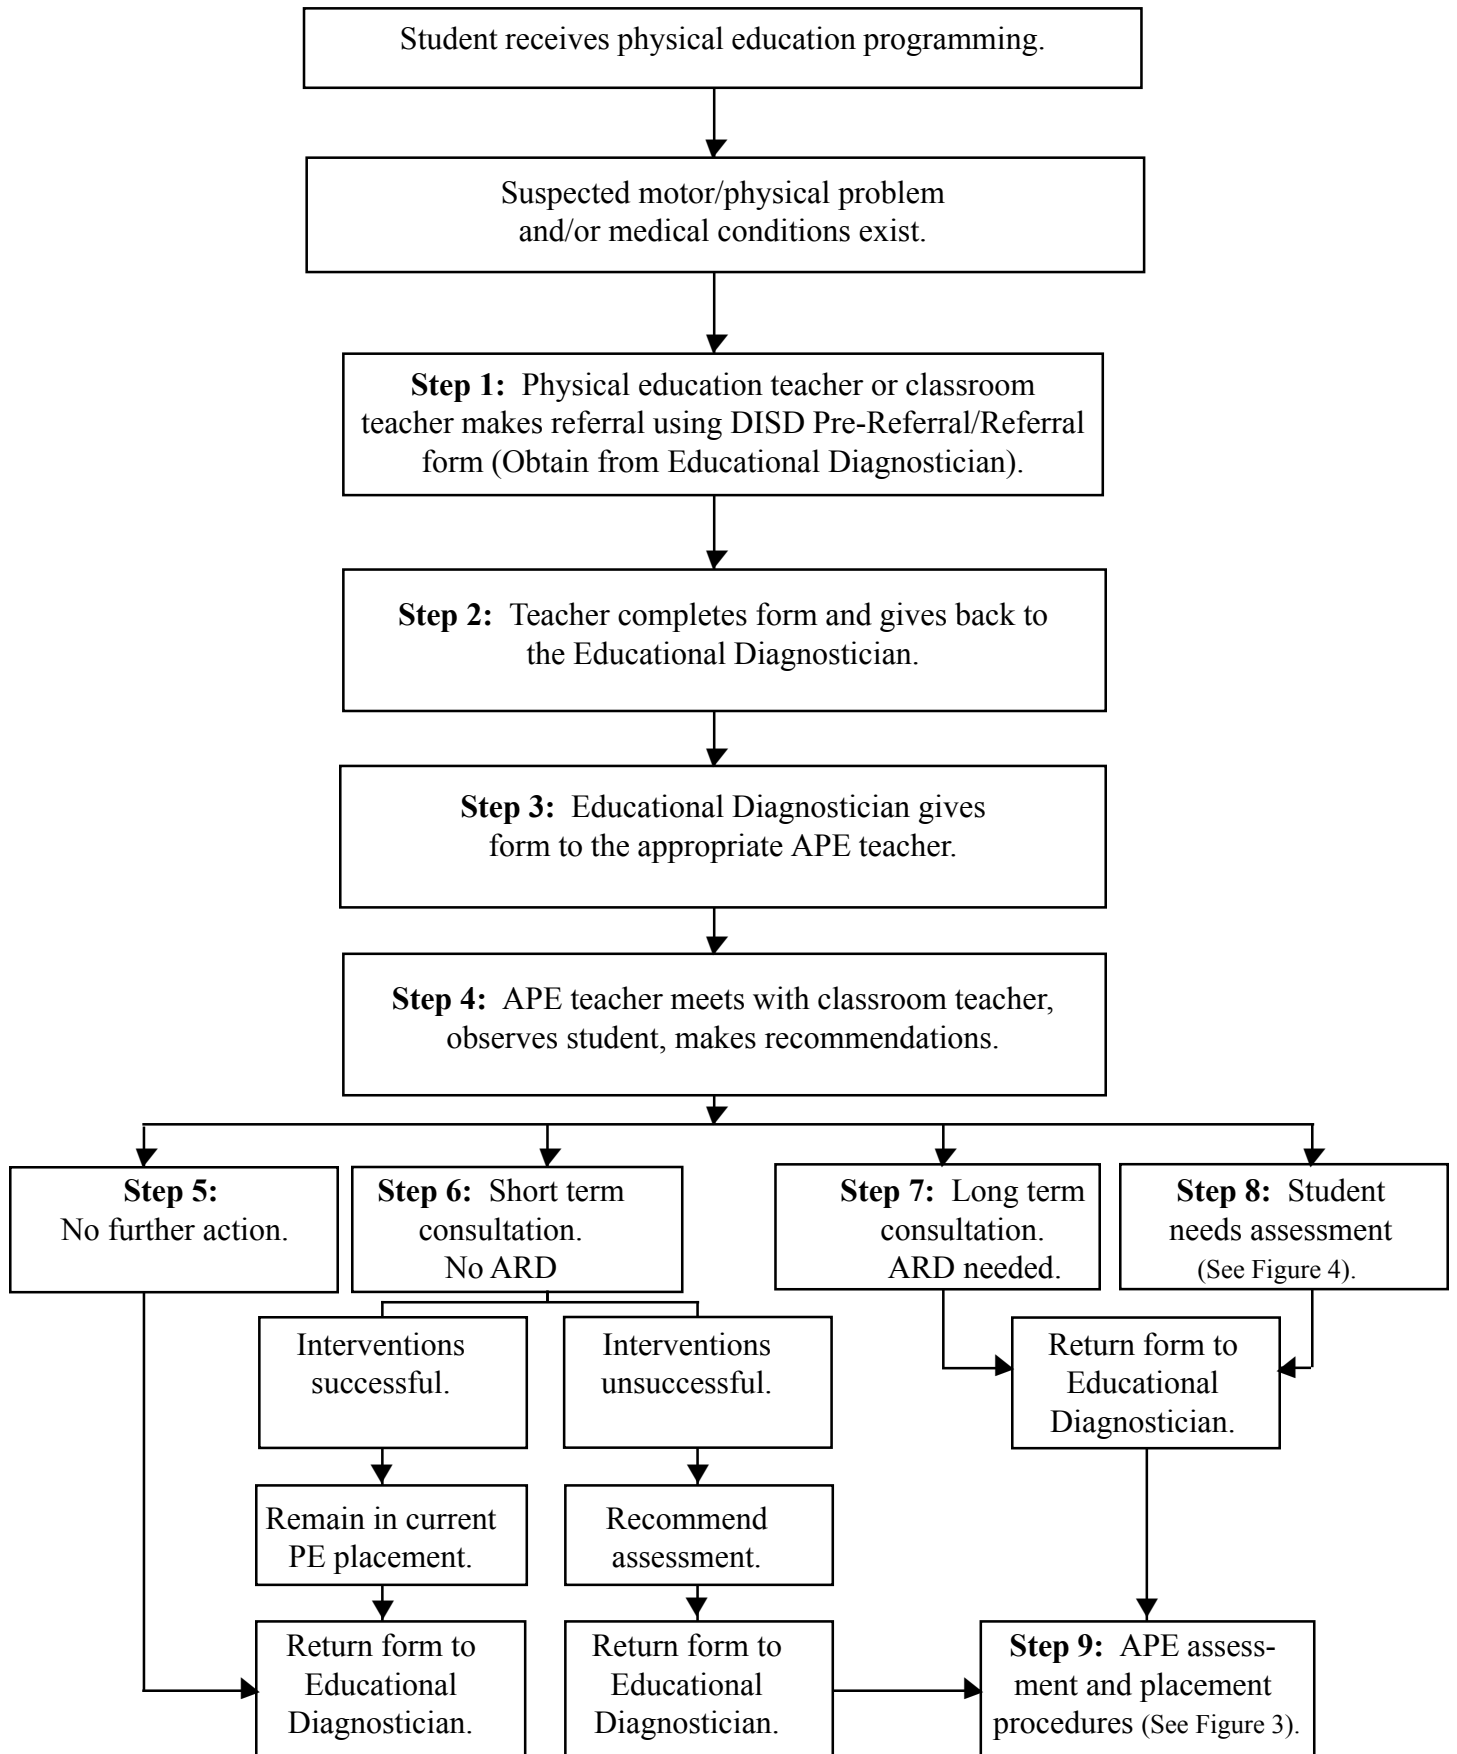 Student receives physical education programming.
Suspected motor/physical problem
and/or medical conditions exist.
Step 1: Physical education teacher or classroom
teacher makes referral using DISD Pre-Referral/Referral
form (Obtain from Educational Diagnostician).
Step 2: Teacher completes form and gives back to
the Educational Diagnostician.
Step 3: Educational Diagnostician gives
form to the appropriate APE teacher.
Step 4: APE teacher meets with classroom teacher,
observes student, makes recommendations.
Step 5:
No further action.
Step 6: Short term
consultation.
No ARD
Step 7: Long term
consultation.
ARD needed.
Step 8: Student
needs assessment
(See Figure 4).
Interventions
successful.
Interventions
unsuccessful.
Return form to
Educational
Diagnostician.
Remain in current
PE placement.
Recommend
assessment.
Return form to
Educational
Diagnostician.
Return form to
Educational
Diagnostician.
Step 9: APE assess-
ment and placement
procedures (See Figure 3).